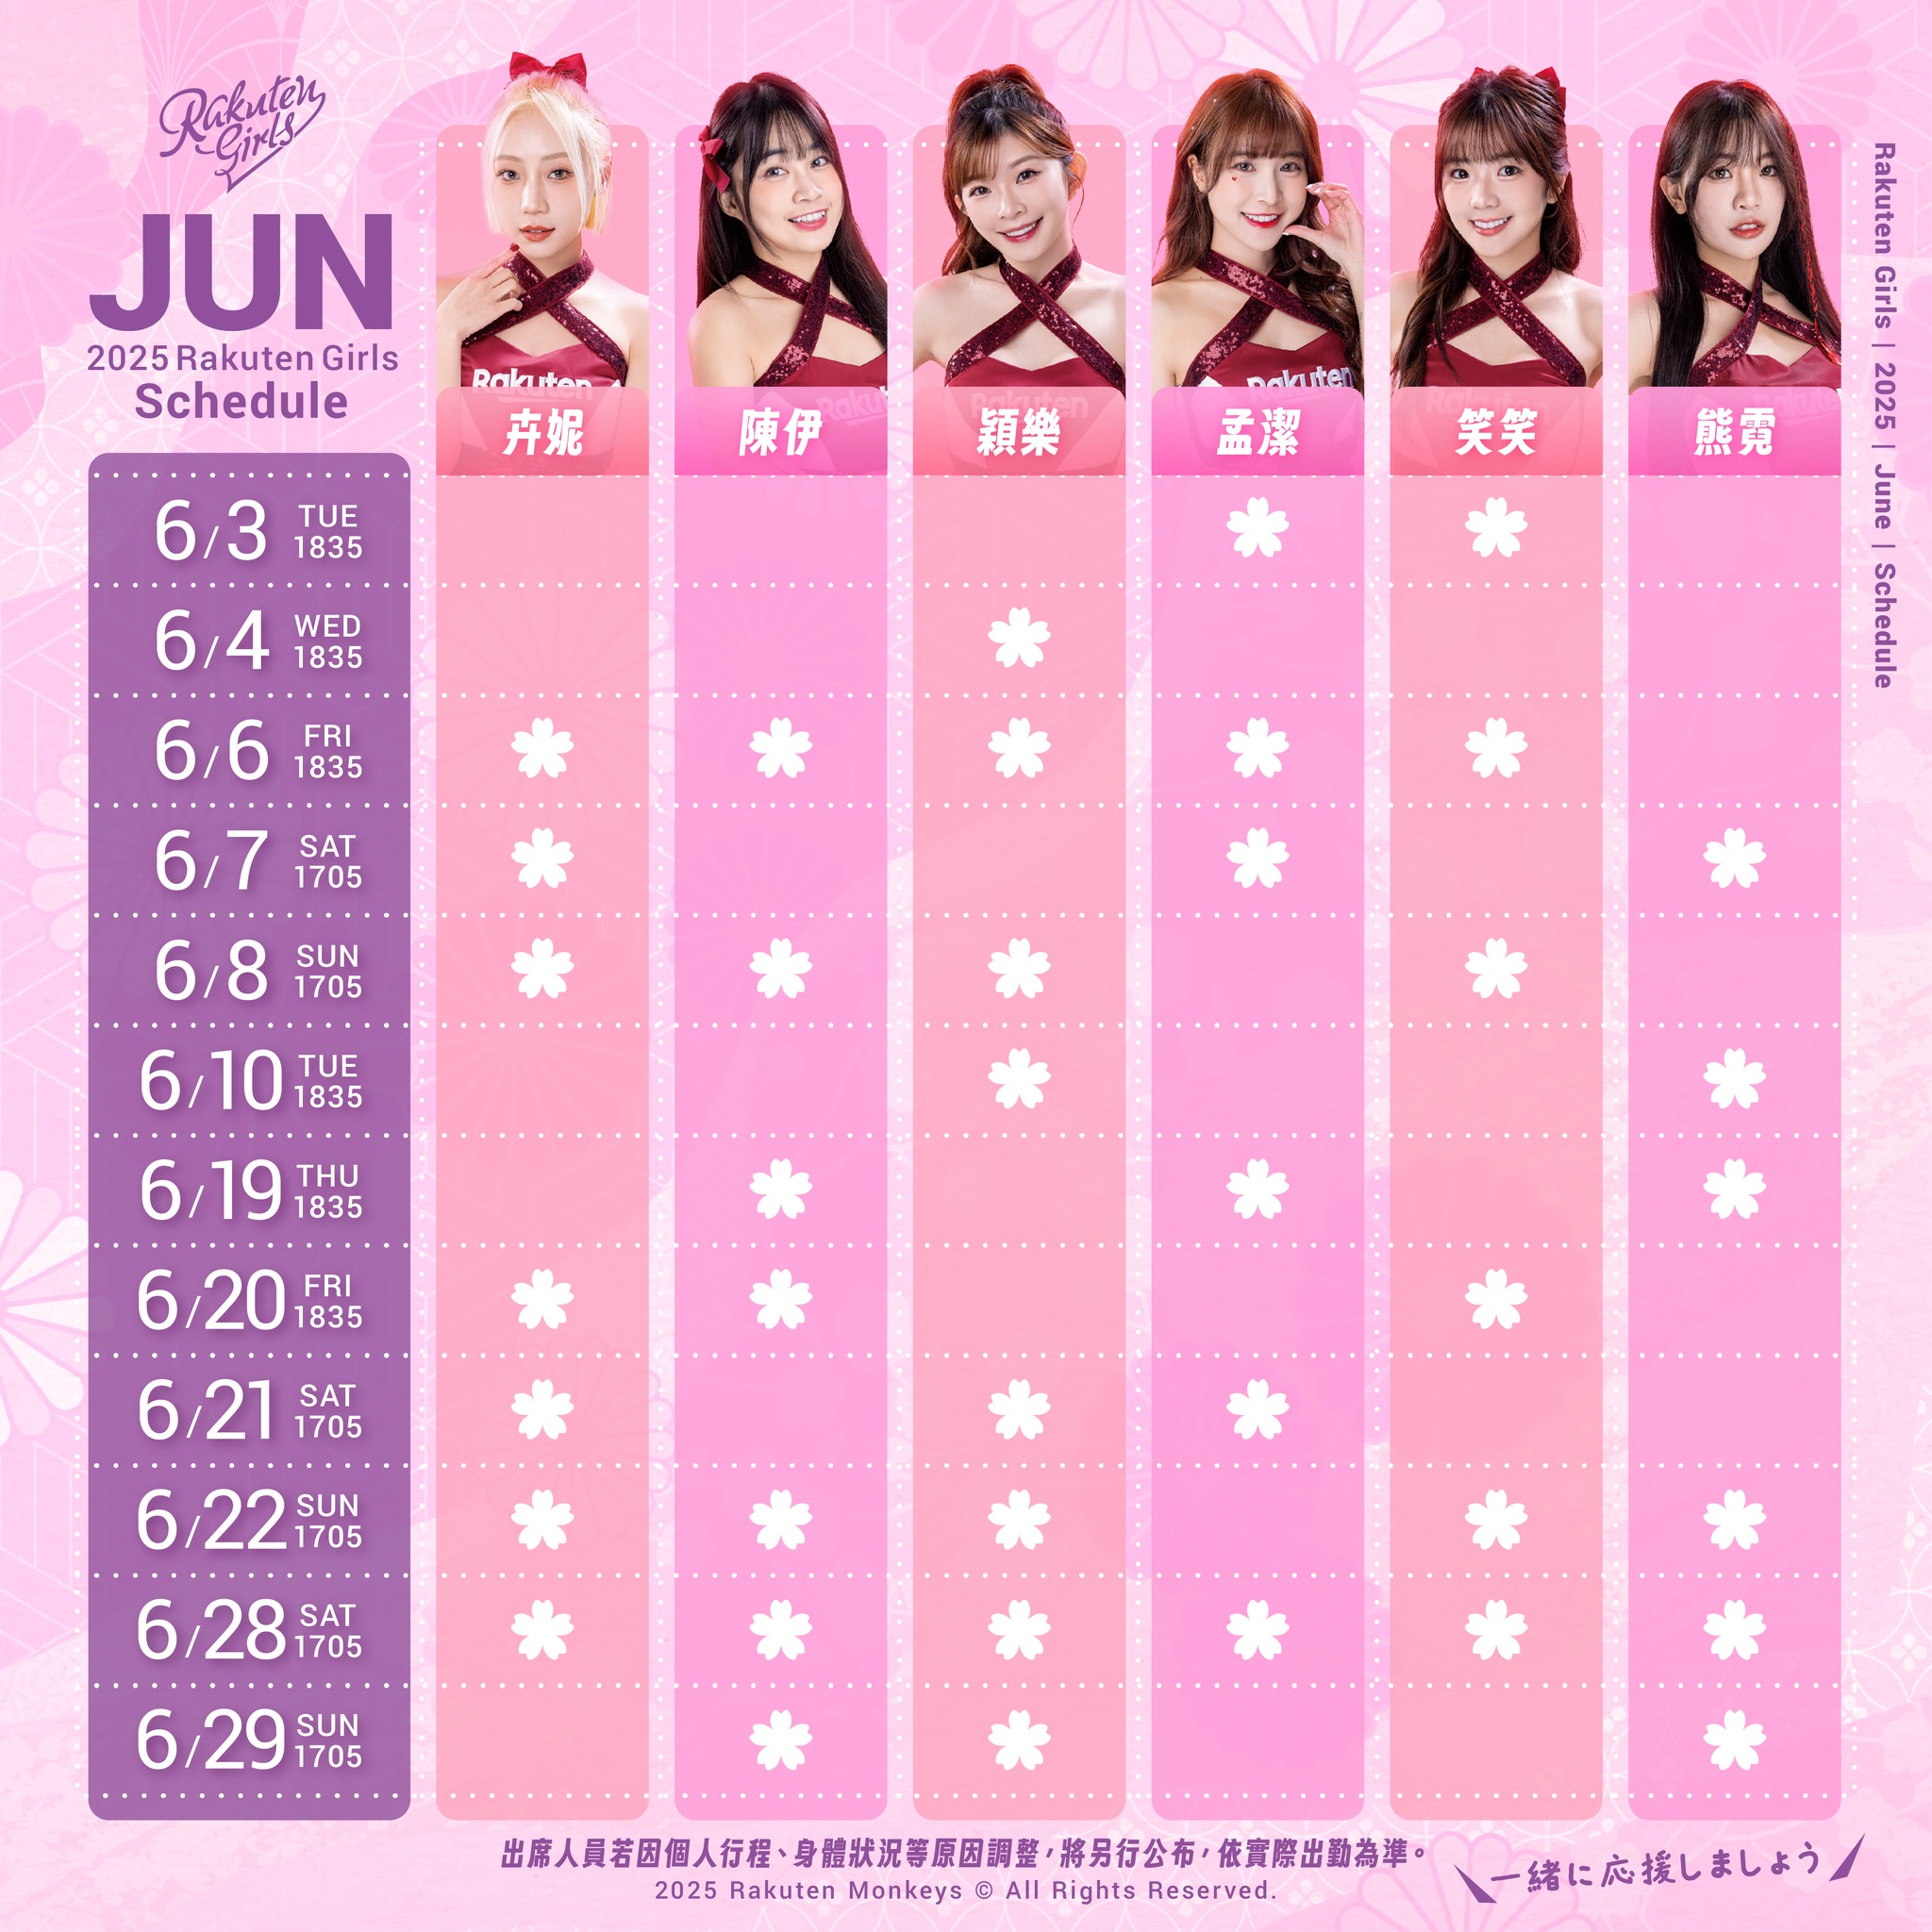 Rakuten
Girls
JUN
2025 Rakuten Girls
Schedule
Rakuten
Rakuten
Rakuten
Rakuten
卉妮
陳伊
穎樂
孟潔
笑笑
熊霓
6/3 TUE 1835
6/4 WED 1835
6/6 FRI 1835
6/7 SAT 1705
6/8 SUN 1705
6/10 TUE 1835
6/19 THU 1835
6/20 FRI 1835
6/21 SAT 1705
6/22 SUN 1705
6/28 SAT 1705
6/29 SUN 1705
Rakuten Girls | 2025 | June | Schedule
出席人員若因個人行程、身體狀況等原因調整,將另行公布,依實際出勤為準。
2025 Rakuten Monkeys © All Rights Reserved.
一緒に応援しましょう